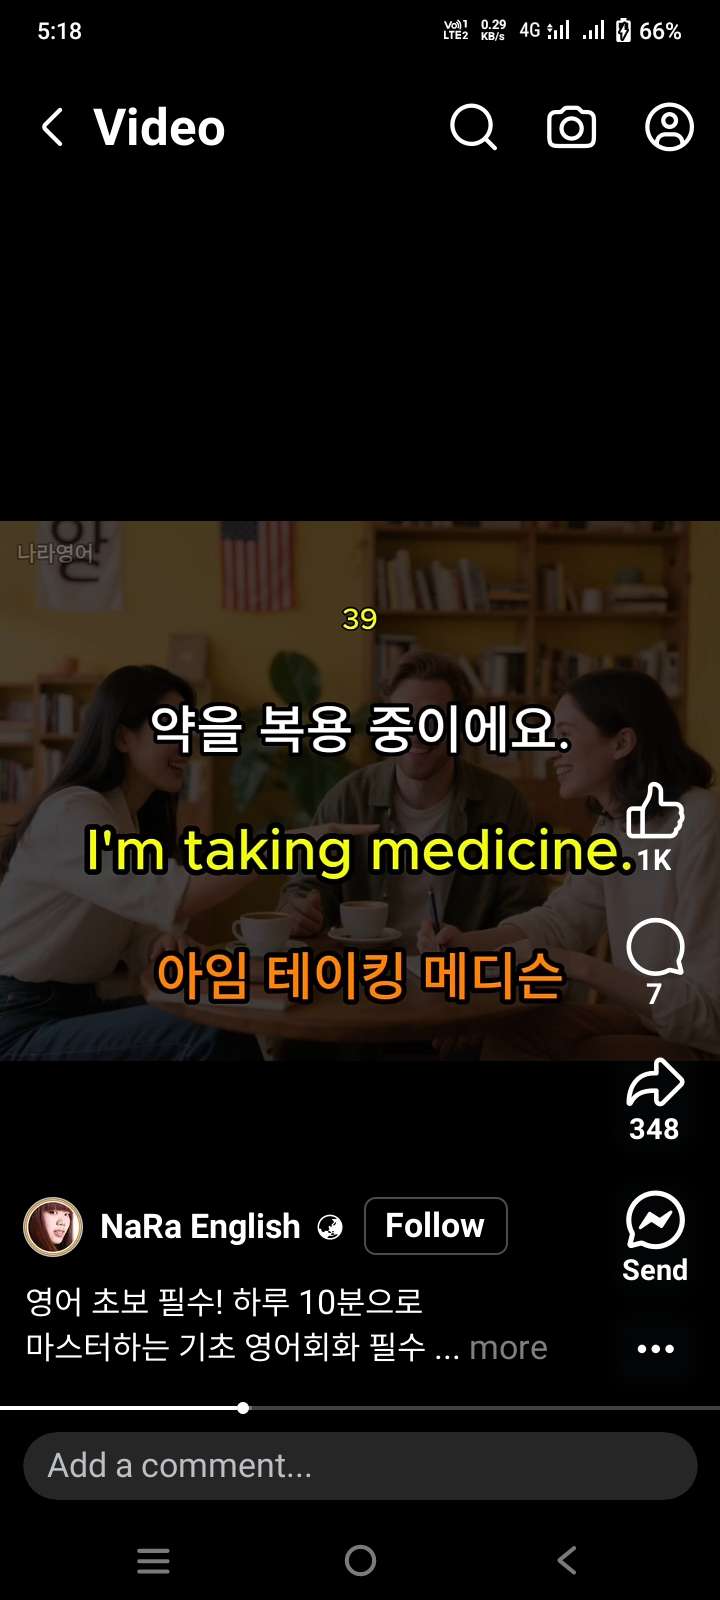 5:18
Vo))1 LTE2 0.29 KB/s 4G 66%
Video
나라영어
39
약을 복용 중이에요.
I'm taking medicine.
1K
아임 테이킹 메디슨
7
348
NaRa English Follow
Send
영어 초보 필수! 하루 10분으로
마스터하는 기초 영어회화 필수 ... more
Add a comment...